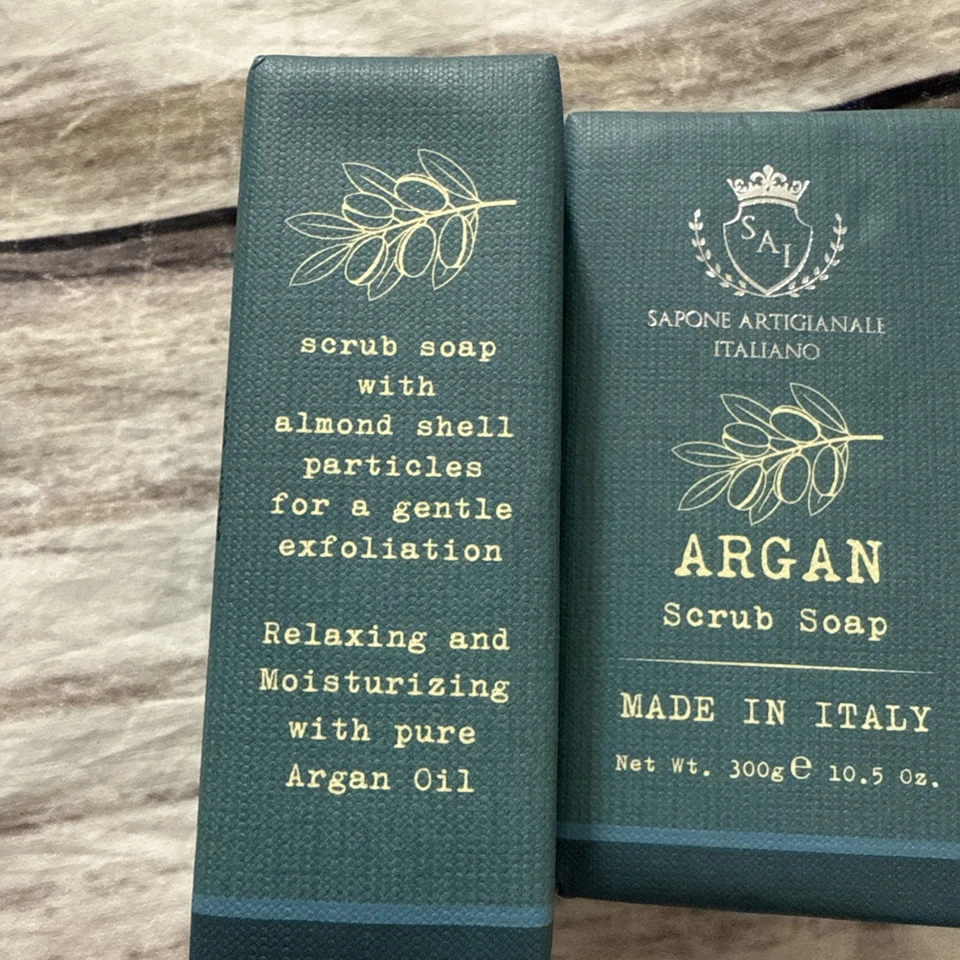 scrub soap
with
almond shell
particles
for a gentle
exfoliation
Relaxing and
Moisturizing
with pure
Argan Oil
SAI
SAPONE ARTIGIANALE
ITALIANO
ARGAN
Scrub Soap
MADE IN ITALY
Net Wt. 300g℮ 10.5 Oz.